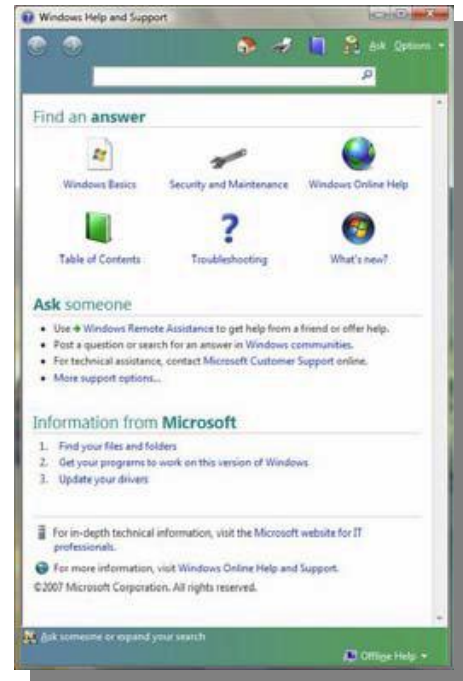 Windows Help and Support
Ask Options
Find an answer
Windows Basics
Security and Maintenance
Windows Online Help
Table of Contents
Troubleshooting
What's new?
Ask someone
Use Windows Remote Assistance to get help from a friend or offer help.
Post a question or search for an answer in Windows communities.
For technical assistance, contact Microsoft Customer Support online.
More support options...
Information from Microsoft
1. Find your files and folders
2. Get your programs to work on this version of Windows
3. Update your drivers
For in-depth technical information, visit the Microsoft website for IT
professionals.
For more information, visit Windows Online Help and Support.
©2007 Microsoft Corporation. All rights reserved.
Ask someone or expand your search
Offline Help